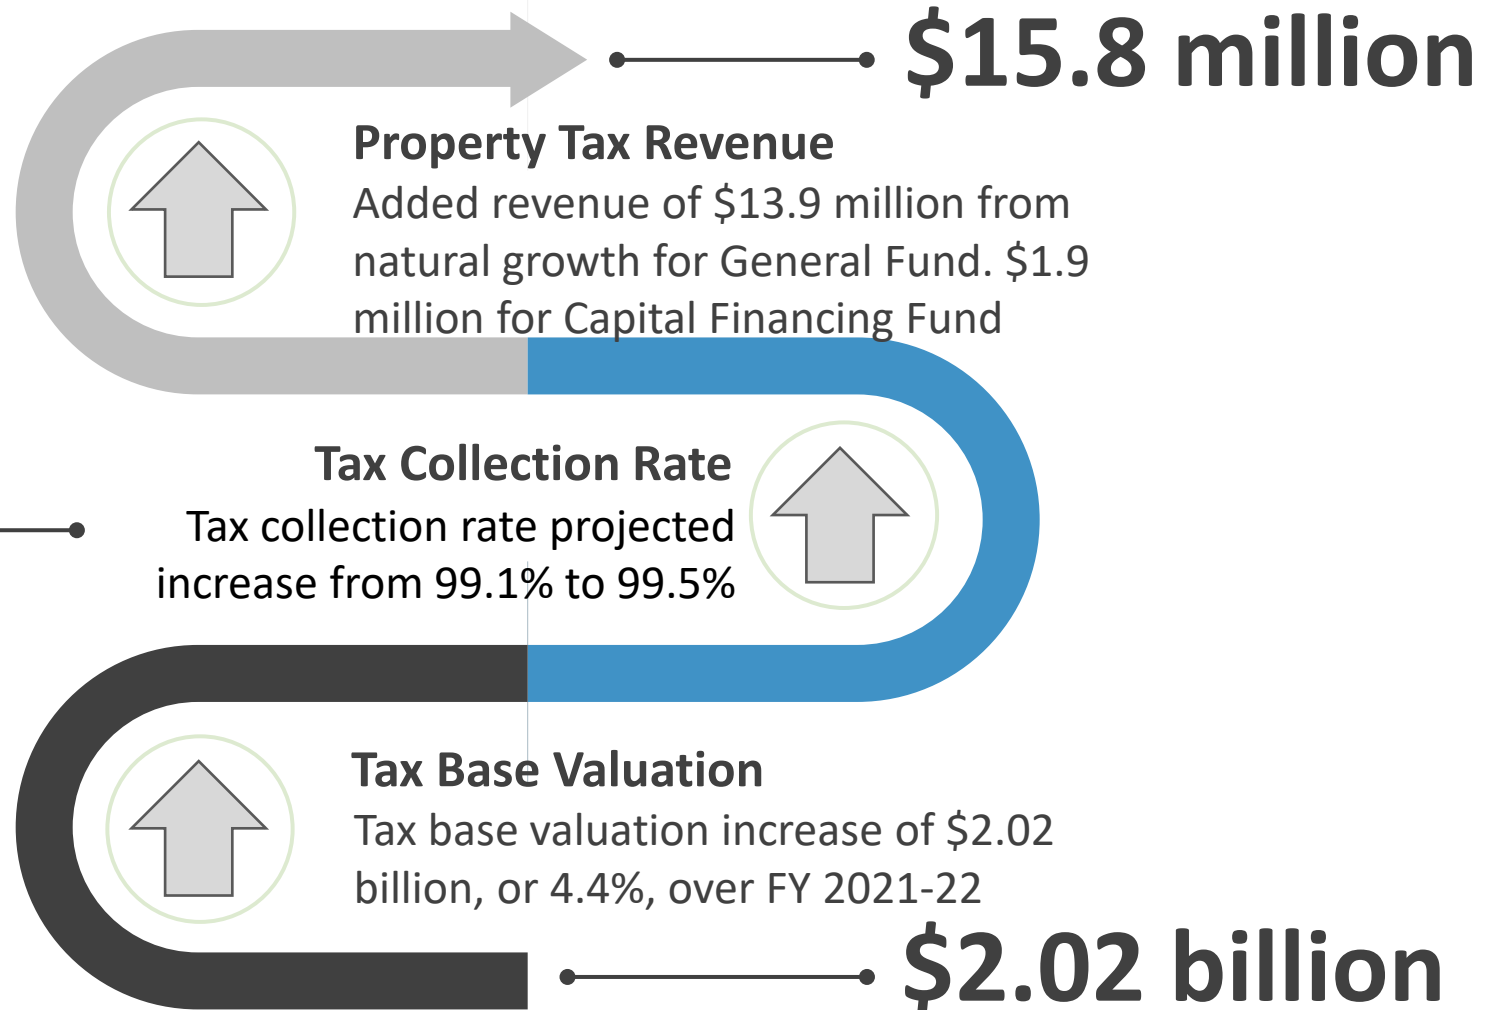 $15.8 million
Property Tax Revenue
Added revenue of $13.9 million from
natural growth for General Fund. $1.9
million for Capital Financing Fund
Tax Collection Rate
Tax collection rate projected
increase from 99.1% to 99.5%
Tax Base Valuation
Tax base valuation increase of $2.02
billion, or 4.4%, over FY 2021-22
$2.02 billion